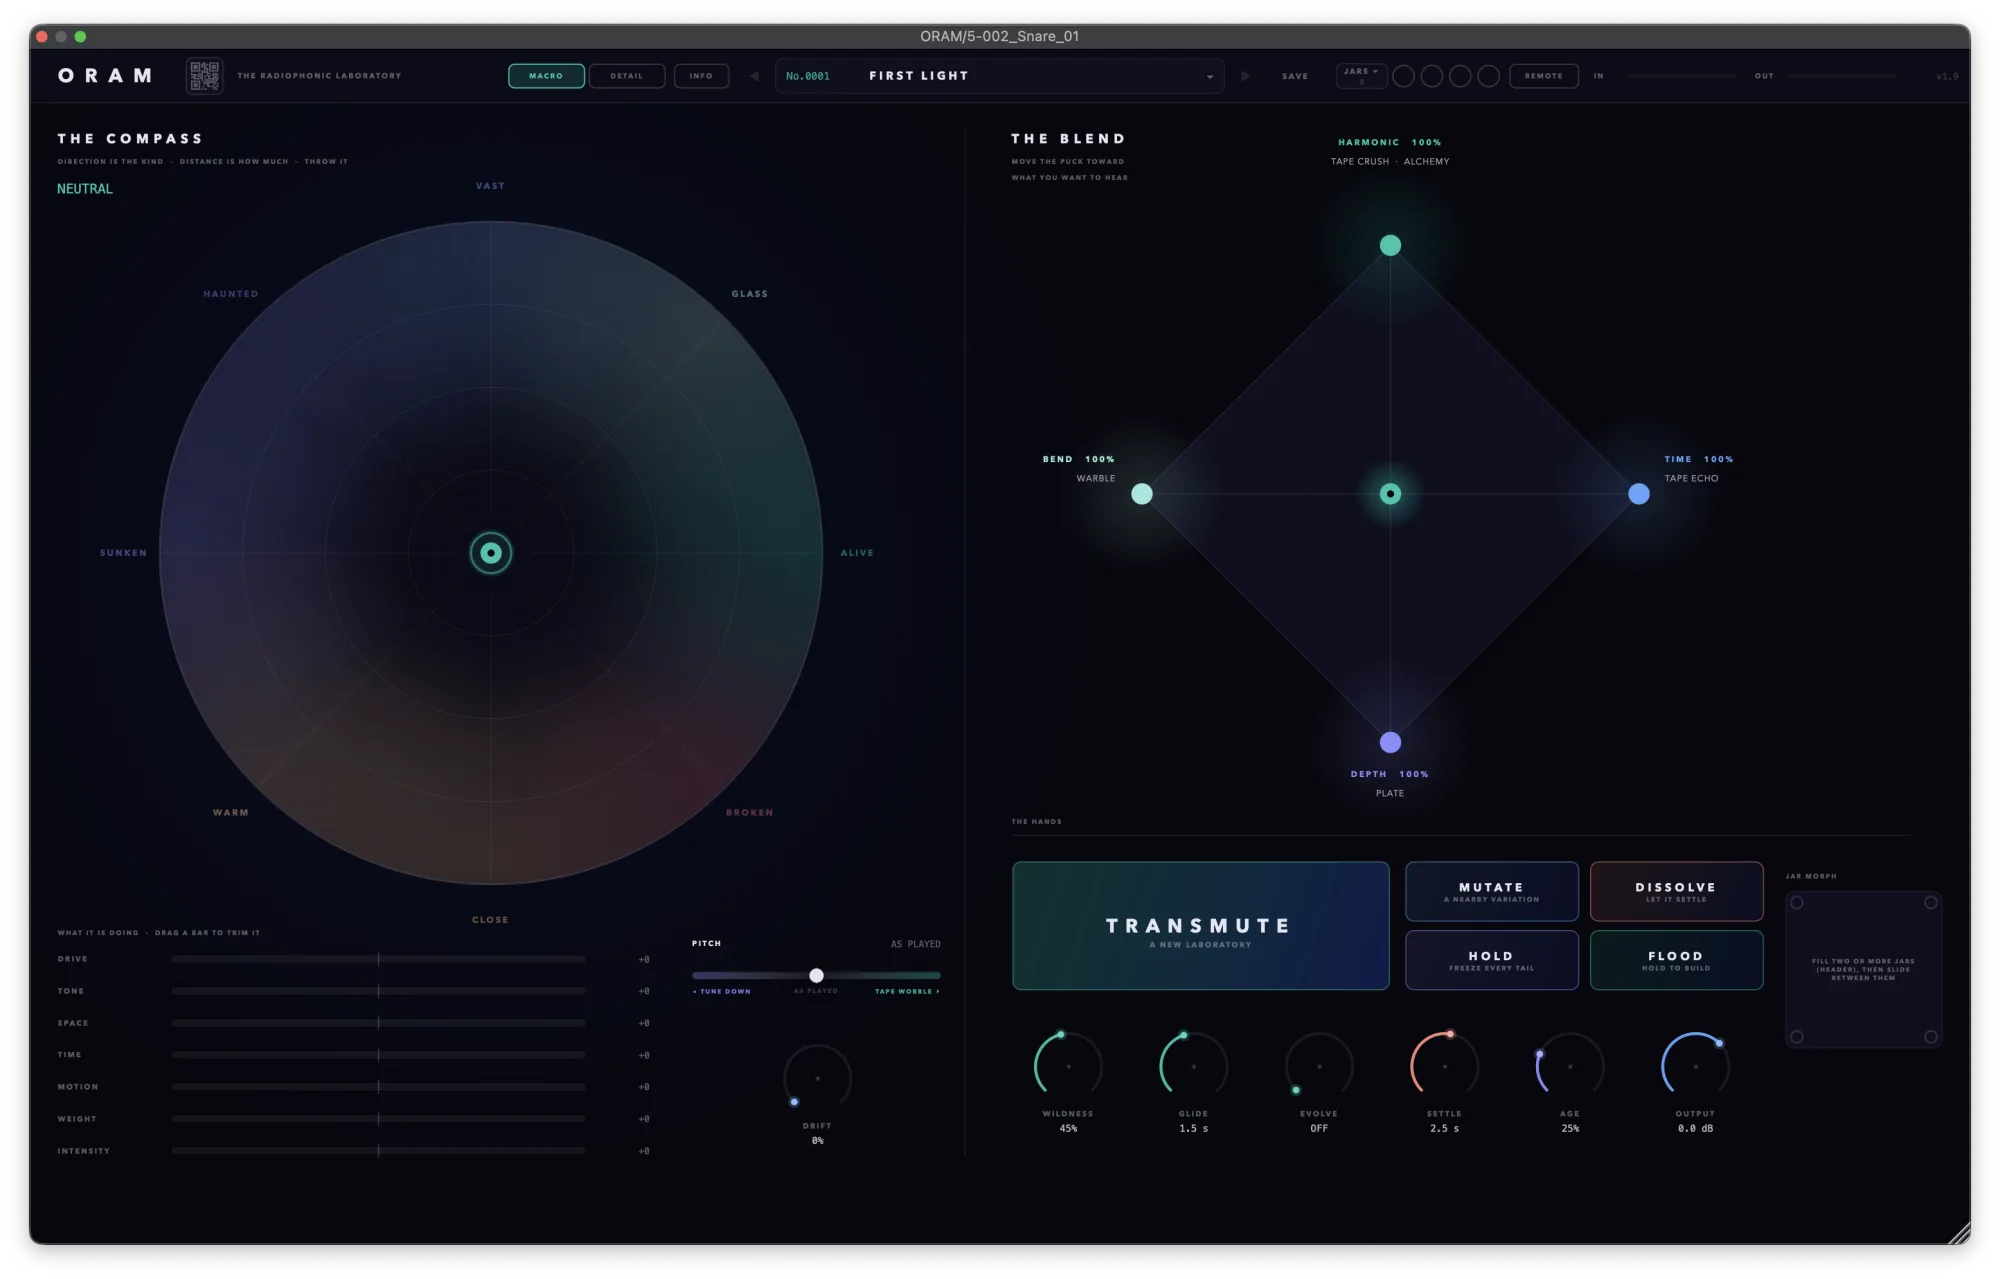 ORAM/5-002_Snare_01
ORAM
THE RADIOPHONIC LABORATORY
MACRO
DETAIL
INFO
No.0001
FIRST LIGHT
SAVE
JARS
0
REMOTE
IN
OUT
v1.9
THE COMPASS
DIRECTION IS THE KIND - DISTANCE IS HOW MUCH - THROW IT
NEUTRAL
VAST
HAUNTED
GLASS
SUNKEN
ALIVE
WARM
BROKEN
CLOSE
WHAT IT IS DOING - DRAG A BAR TO TRIM IT
DRIVE +0
TONE +0
SPACE +0
TIME +0
MOTION +0
WEIGHT +0
INTENSITY +0
PITCH AS PLAYED
TUNE DOWN AS PLAYED TAPE WOBBLE
DRIFT
0%
THE BLEND
MOVE THE PUCK TOWARD
WHAT YOU WANT TO HEAR
HARMONIC 100%
TAPE CRUSH · ALCHEMY
BEND 100%
WARBLE
TIME 100%
TAPE ECHO
DEPTH 100%
PLATE
THE HANDS
TRANSMUTE
A NEW LABORATORY
MUTATE
A NEARBY VARIATION
DISSOLVE
LET IT SETTLE
HOLD
FREEZE EVERY TAIL
FLOOD
HOLD TO BUILD
JAR MORPH
FILL TWO OR MORE JARS
(HEADER), THEN SLIDE
BETWEEN THEM
WILDNESS
45%
GLIDE
1.5 s
EVOLVE
OFF
SETTLE
2.5 s
AGE
25%
OUTPUT
0.0 dB